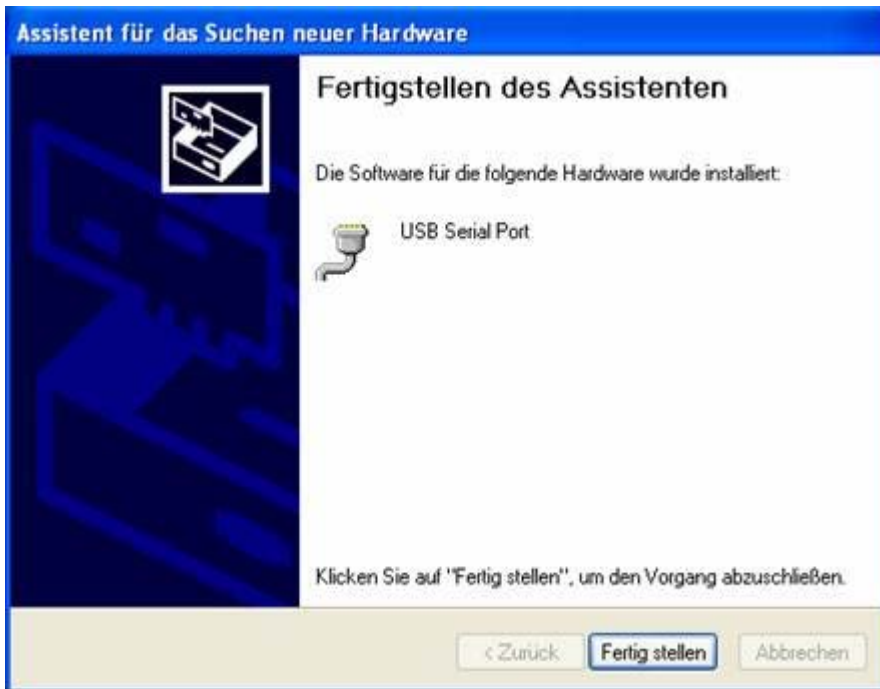 Assistent für das Suchen neuer Hardware
Fertigstellen des Assistenten
Die Software für die folgende Hardware wurde installiert:
USB Serial Port
Klicken Sie auf "Fertig stellen", um den Vorgang abzuschließen.
< Zurück
Fertig stellen
Abbrechen